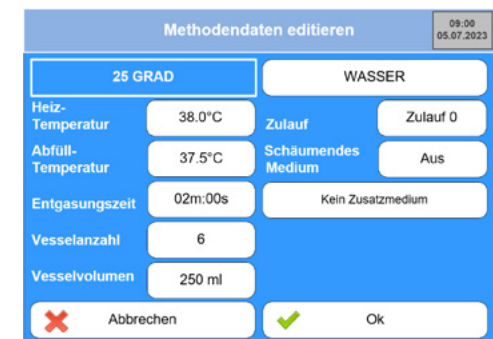 Methodendaten editieren
09:00
05.07.2023
25 GRAD
WASSER
Heiz-
Temperatur
38.0°C
Zulauf
Zulauf 0
Abfüll-
Temperatur
37.5°C
Schäumendes
Medium
Aus
Entgasungszeit
02m:00s
Kein Zusatzmedium
Vesselanzahl
6
Vesselvolumen
250 ml
Abbrechen
Ok